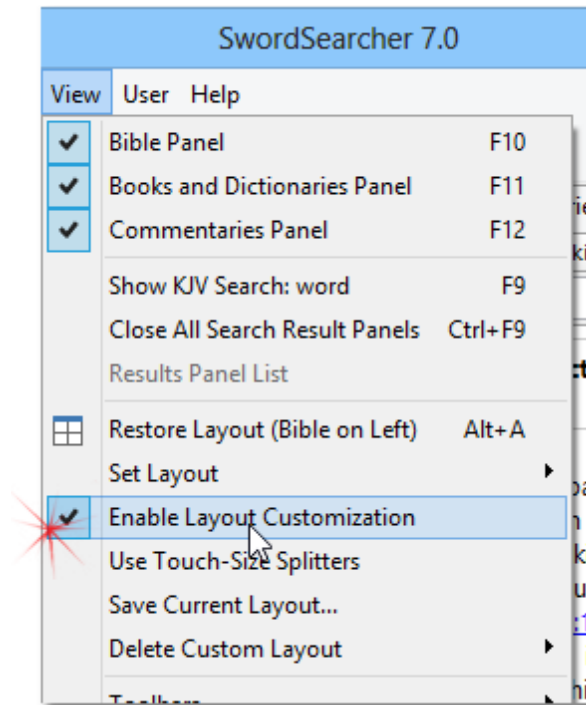 SwordSearcher 7.0
View User Help
Bible Panel F10
Books and Dictionaries Panel F11
Commentaries Panel F12
Show KJV Search: word F9
Close All Search Result Panels Ctrl+F9
Results Panel List
Restore Layout (Bible on Left) Alt+A
Set Layout
Enable Layout Customization
Use Touch-Size Splitters
Save Current Layout...
Delete Custom Layout
Toolbars